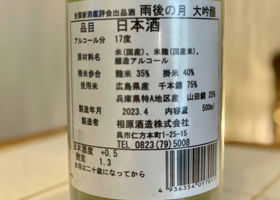 全国新酒鑑評会出品酒 雨後の月 大吟醸
品目 日本酒
アルコール分 17度
原材料名 米(国産)、米麹(国産米)、
醸造アルコール
精米歩合 麹米 35% 掛米 40%
使用米 広島県産 千本錦 75%
兵庫県特A地区産 山田錦 25%
製造年月 2023.4 内容量 500ml
製造者 相原酒造株式会社
呉市仁方本町1-25-15
TEL 0823(79)5008
日本酒度 +0.5
酸度 1.3
お酒は二十歳になってから